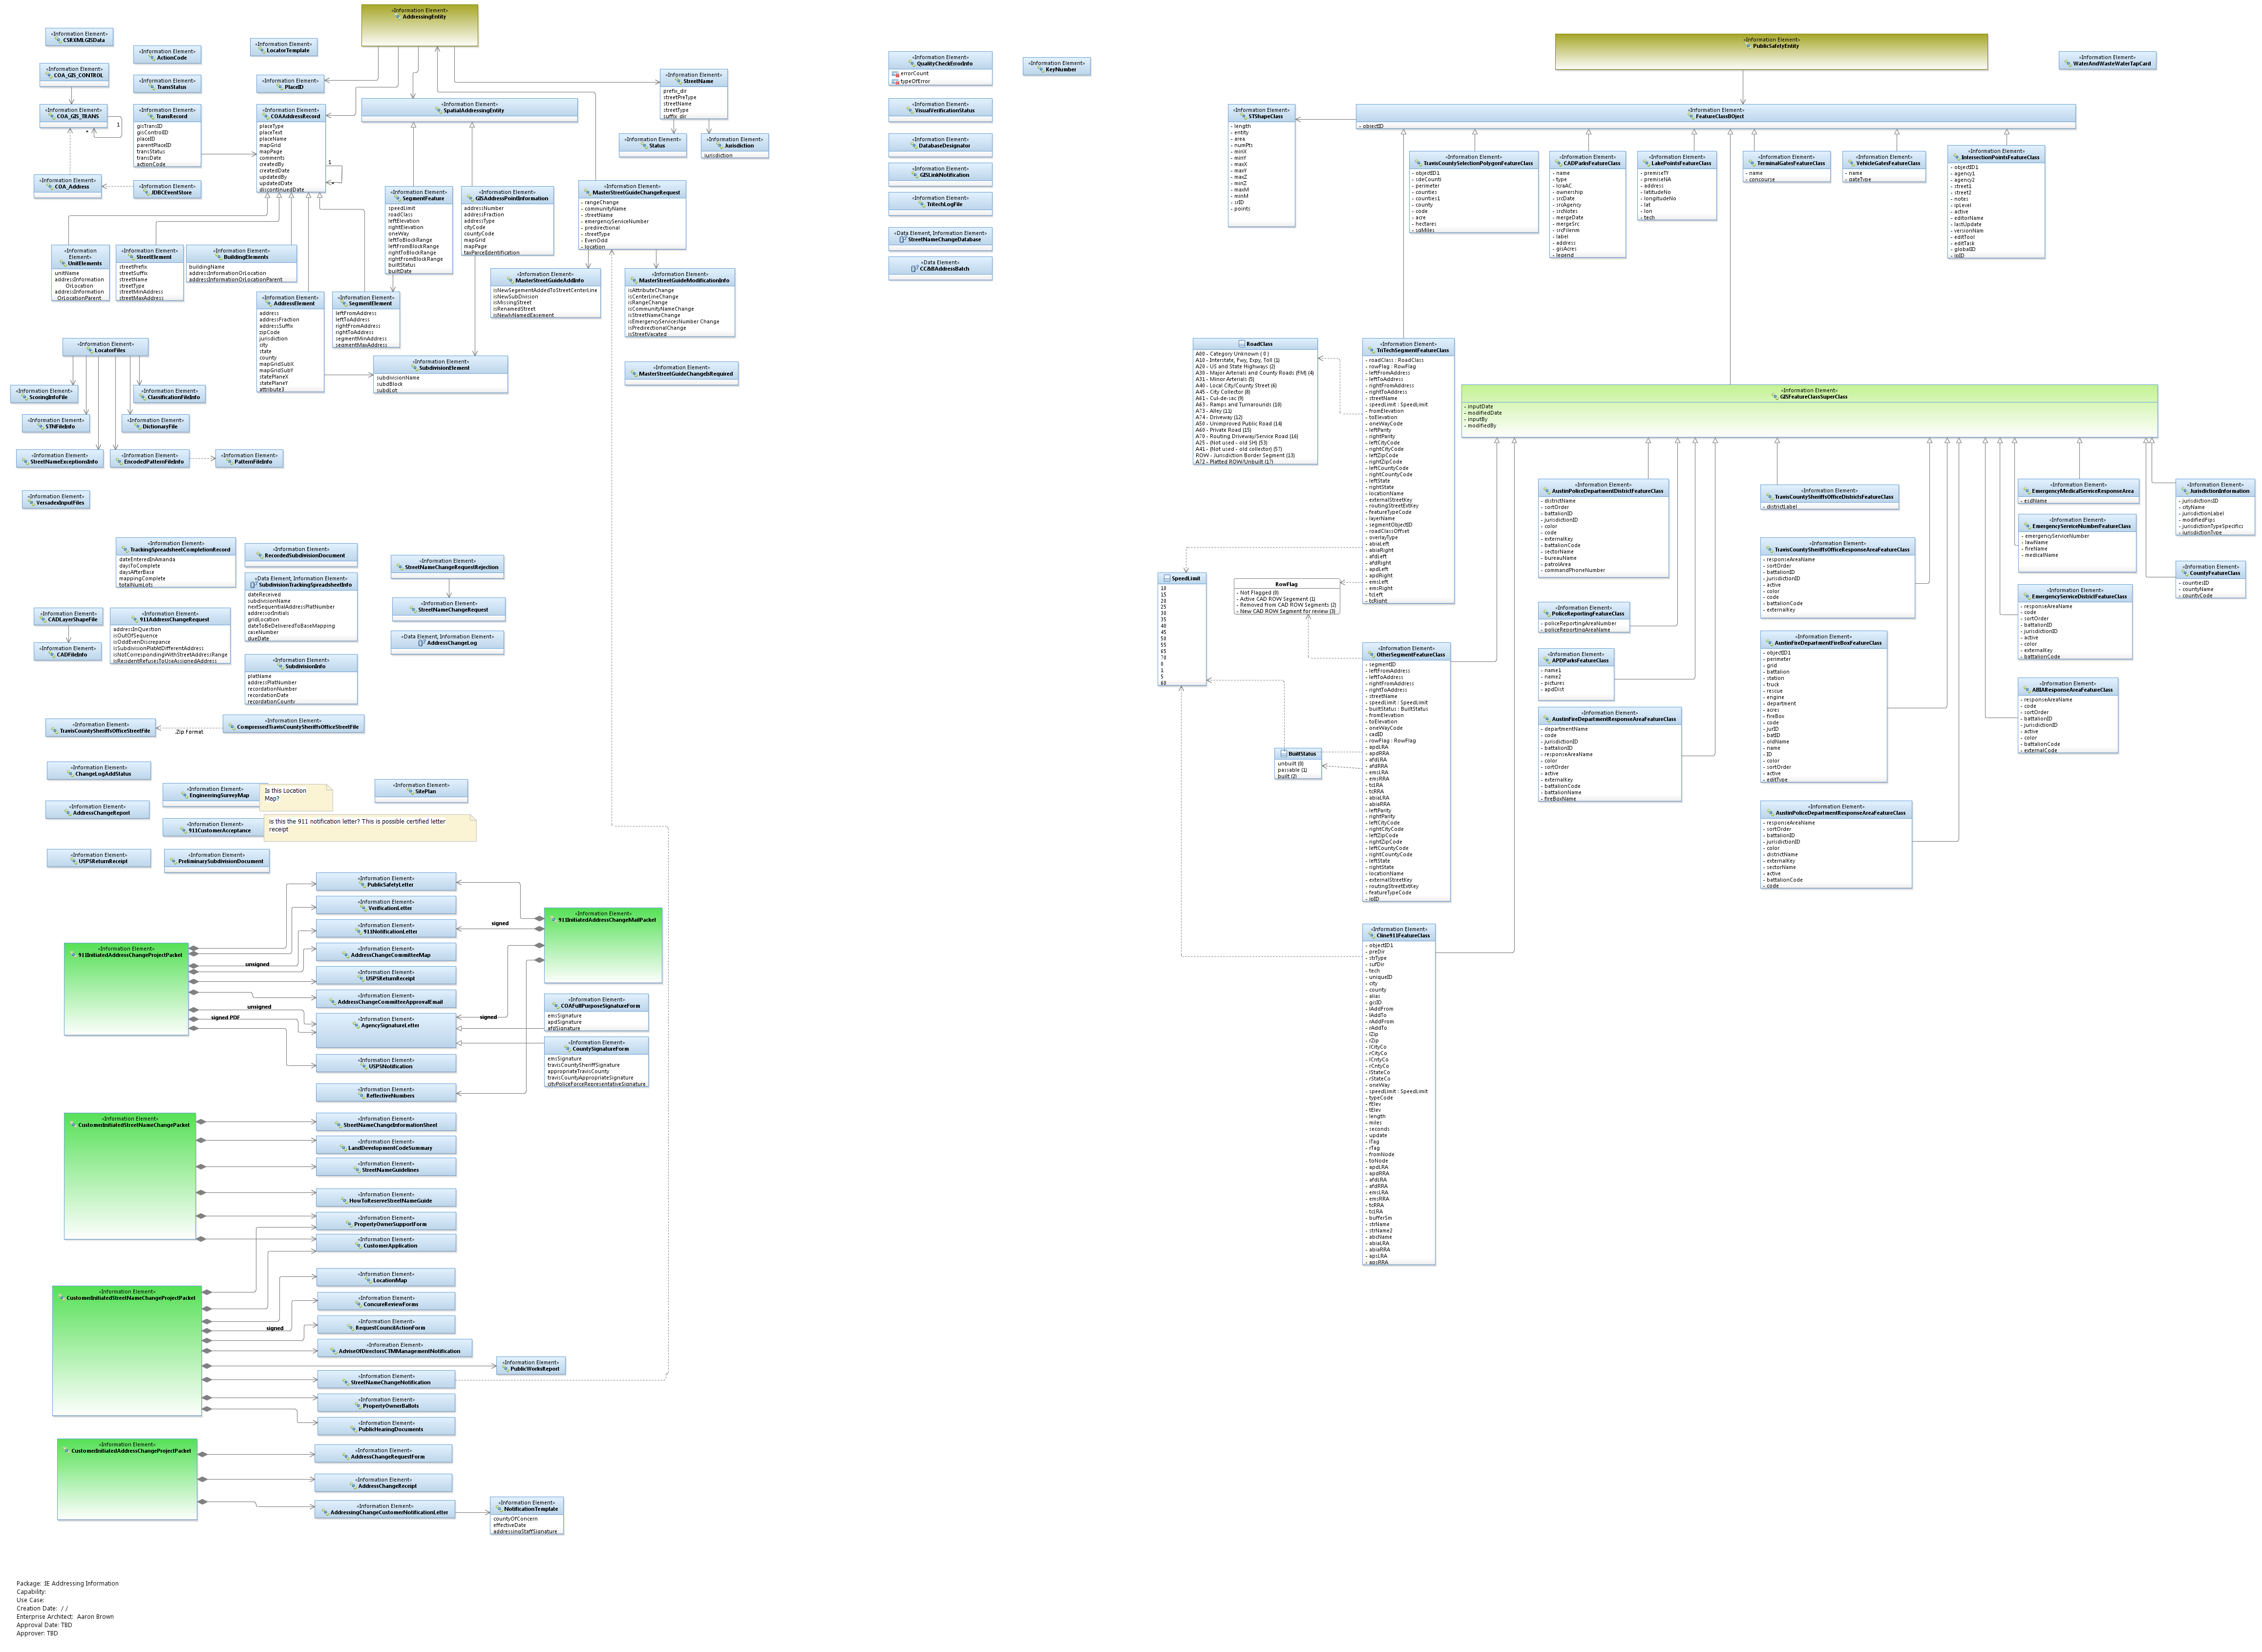 «Information Element»
AddressingEntity
«Information Element»
CSRXMLGISData
«Information Element»
ActionCode
«Information Element»
LocatorTemplate
«Information Element»
COA_GIS_CONTROL
«Information Element»
TransStatus
«Information Element»
PlaceID
«Information Element»
StreetName
prefix_dir
streetPreType
streetName
streetType
suffix_dir
«Information Element»
COA_GIS_TRANS
1
*
«Information Element»
TransRecord
gisTransID
gisControlID
placeID
parentPlaceID
transStatus
transDate
actionCode
«Information Element»
COAAddressRecord
placeType
placeText
placeName
mapGrid
mapPage
comments
createdBy
createdDate
updatedBy
updatedDate
discontinuedDate
1
*
«Information Element»
SpatialAddressingEntity
«Information Element»
Status
«Information Element»
Jurisdiction
jurisdiction
«Information Element»
COA_Address
«Information Element»
JDBCEventStore
«Information Element»
SegmentFeature
speedLimit
roadClass
leftElevation
rightElevation
oneWay
leftToBlockRange
leftFromBlockRange
rightToBlockRange
rightFromBlockRange
builtStatus
builtDate
«Information Element»
GISAddressPointInformation
addressNumber
addressFraction
addressType
cityCode
countyCode
mapGrid
mapPage
taxParcelIdentification
«Information Element»
MasterStreetGuideChangeRequest
- rangeChange
- communityName
- streetName
- emergencyServiceNumber
- predirectional
- streetType
- EvenOdd
- location
«Information
Element»
UnitElements
unitName
addressInformation
OrLocation
addressInformation
OrLocationParent
«Information Element»
StreetElement
streetPrefix
streetSuffix
streetName
streetType
streetMinAddress
streetMaxAddress
«Information Element»
BuildingElements
buildingName
addressInformationOrLocation
addressInformationOrLocationParent
«Information Element»
MasterStreetGuideAddInfo
isNewSegementAddedToStreetCenterLine
isNewSubDivision
isMissingStreet
isRenamedStreet
isNewlyNamedEasement
«Information Element»
MasterStreetGuideModificationInfo
isAttributeChange
isCenterLineChange
isRangeChange
isCommunityNameChange
isStreetNameChange
isEmergencyServicesNumber Change
isPredirectionalChange
isStreetVacated
«Information Element»
AddressElement
address
addressFraction
addressSuffix
zipCode
jurisdiction
city
state
county
mapGridSubX
mapGridSubY
statePlaneX
statePlaneY
attribute3
«Information Element»
SegmentElement
leftFromAddress
leftToAddress
rightFromAddress
rightToAddress
segmentMinAddress
segmentMaxAddress
«Information Element»
SubdivisionElement
subdivisionName
subdBlock
subdLot
«Information Element»
MasterStreetGuideChangeIsRequired
«Information Element»
LocatorFiles
«Information Element»
ScoringInfoFile
«Information Element»
ClassificationFileInfo
«Information Element»
STNFileInfo
«Information Element»
DictionaryFile
«Information Element»
StreetNameExceptionsInfo
«Information Element»
EncodedPatternFileInfo
«Information Element»
PatternFileInfo
«Information Element»
VersadexInputFiles
«Information Element»
TrackingSpreadsheetCompletionRecord
dateEnteredInAmanda
daysToComplete
daysAfterBase
mappingComplete
totalNumLots
«Information Element»
RecordedSubdivisionDocument
«Data Element, Information Element»
SubdivisionTrackingSpreadsheetInfo
dateReceived
subdivisionName
nextSequentialAddressPlatNumber
addressorInitials
gridLocation
dateToBeDeliveredToBaseMapping
caseNumber
dueDate
«Information Element»
StreetNameChangeRequestRejection
«Information Element»
StreetNameChangeRequest
«Data Element, Information Element»
AddressChangeLog
«Information Element»
CADLayerShapeFile
«Information Element»
CADFileInfo
«Information Element»
911AddressChangeRequest
addressInQuestion
isOutOfSequence
isOddEvenDiscrepance
isSubdivisionPlatAtDifferentAddress
isNotCorrespondingWithStreetAddressRange
isResidentRefusesToUseAssignedAddress
«Information Element»
SubdivisionInfo
platName
addressPlatNumber
recordationNumber
recordationDate
recordationCounty
«Information Element»
TravisCountySheriffsOfficeStreetFile
.Zip Format
«Information Element»
CompressedTravisCountySheriffsOfficeStreetFile
«Information Element»
ChangeLogAddStatus
«Information Element»
EngineeringSurveyMap
Is this Location
Map?
«Information Element»
SitePlan
«Information Element»
AddressChangeReport
«Information Element»
911CustomerAcceptance
is this the 911 notification letter? This is possible certified letter
receipt
«Information Element»
USPSReturnReceipt
«Information Element»
PreliminarySubdivisionDocument
«Information Element»
911InitiatedAddressChangeProjectPacket
«Information Element»
PublicSafetyLetter
«Information Element»
VerificationLetter
«Information Element»
911NotificationLetter
«Information Element»
AddressChangeCommitteeMap
unsigned
«Information Element»
USPSReturnReceipt
«Information Element»
AddressChangeCommitteeApprovalEmail
unsigned
signed PDF
«Information Element»
AgencySignatureLetter
«Information Element»
USPSNotification
«Information Element»
ReflectiveNumbers
signed
«Information Element»
911InitiatedAddressChangeMailPacket
signed
«Information Element»
COAFullPurposeSignatureForm
emsSignature
apdSignature
afdSignature
«Information Element»
CountySignatureForm
emsSignature
travisCountySheriffSignature
appropriateTravisCounty
travisCountyAppropriateSignature
cityPoliceForceRepresentativeSignature
«Information Element»
CustomerInitiatedStreetNameChangePacket
«Information Element»
StreetNameChangeInformationSheet
«Information Element»
LandDevelopmentCodeSummary
«Information Element»
StreetNameGuidelines
«Information Element»
HowToReserveStreetNameGuide
«Information Element»
PropertyOwnerSupportForm
«Information Element»
CustomerApplication
«Information Element»
CustomerInitiatedStreetNameChangeProjectPacket
«Information Element»
LocationMap
«Information Element»
ConcureReviewForms
signed
«Information Element»
RequestCouncilActionForm
«Information Element»
AdviseOfDirectorsCTMManagementNotification
«Information Element»
PublicWorksReport
«Information Element»
StreetNameChangeNotification
«Information Element»
PropertyOwnerBallots
«Information Element»
PublicHearingDocuments
«Information Element»
CustomerInitiatedAddressChangeProjectPacket
«Information Element»
AddressChangeRequestForm
«Information Element»
AddressChangeReceipt
«Information Element»
AddressingChangeCustomerNotificationLetter
«Information Element»
NotificationTemplate
countyOfConcern
effectiveDate
addressingStaffSignature
Package: IE Addressing Information
Capability:
Use Case:
Creation Date: / /
Enterprise Architect: Aaron Brown
Approval Date: TBD
Approver: TBD
«Information Element»
QualityCheckErrorInfo
errorCount
typeOfError
«Information Element»
KeyNumber
«Information Element»
VisualVerificationStatus
«Information Element»
DatabaseDesignator
«Information Element»
GISLinkNotification
«Information Element»
TriTechLogFile
«Data Element, Information Element»
StreetNameChangeDatabase
«Data Element»
CC&BAddressBatch
«Information Element»
PublicSafetyEntity
«Information Element»
WaterAndWasteWaterTapCard
«Information Element»
STShapeClass
- length
- entity
- area
- numPts
- minX
- minY
- maxX
- maxY
- maxZ
- minZ
- maxM
- minM
- srID
- points
«Information Element»
FeatureClassBOject
- objectID
«Information Element»
TravisCountySelectionPolygonFeatureClass
- objectID1
- ideCounti
- perimeter
- counties
- counties1
- county
- code
- acre
- hectares
- sqMiles
«Information Element»
CADParksFeatureClass
- name
- type
- lcraAC
- ownership
- srcDate
- srcAgency
- srcNotes
- mergeDate
- mergeSrc
- srcFilenm
- label
- address
- gisAcres
- legend
«Information Element»
LakePointsFeatureClass
- premiseTY
- premiseNA
- address
- latitudeNo
- longitudeNo
- lat
- lon
- tech
«Information Element»
TerminalGatesFeatureClass
- name
- concourse
«Information Element»
VehicleGatesFeatureClass
- name
- gateType
«Information Element»
IntersectionPointsFeatureClass
- objectID1
- agency1
- agency2
- street1
- street2
- notes
- ipLevel
- active
- editorName
- lastUpdate
- versionNam
- editTool
- editTask
- globalID
- ipID
RoadClass
A00 - Category Unknown ( 0 )
A10 - Interstate, Fwy, Expy, Toll (1)
A20 - US and State Highways (2)
A30 - Major Arterials and County Roads (FM) (4)
A31 - Minor Arterials (5)
A40 - Local City/County Street (6)
A45 - City Collector (8)
A61 - Cul-de-sac (9)
A63 - Ramps and Turnarounds (10)
A73 - Alley (11)
A74 - Driveway (12)
A50 - Unimproved Public Road (14)
A60 - Private Road (15)
A70 - Routing Driveway/Service Road (16)
A25 - (Not used - old SH) (53)
A41 - (Not used - old collector) (57)
ROW - Jurisdiction Border Segment (13)
A72 - Platted ROW/Unbuilt (17)
«Information Element»
TriTechSegmentFeatureClass
- roadClass : RoadClass
- rowFlag : RowFlag
- leftFromAddress
- leftToAddress
- rightFromAddress
- rightToAddress
- streetName
- speedLimit : SpeedLimit
- fromElevation
- toElevation
- oneWayCode
- leftParity
- rightParity
- leftCityCode
- rightCityCode
- leftZipCode
- rightZipCode
- leftCountyCode
- rightCountyCode
- leftState
- rightState
- locationName
- externalStreetKey
- routingStreetExtKey
- featureTypeCode
- layerName
- segmentObjectID
- roadClassOffset
- overlayType
- abiaLeft
- abiaRight
- afdLeft
- afdRight
- apdLeft
- apdRight
- emsLeft
- emsRight
- tcLeft
- tcRight
SpeedLimit
10
15
20
25
30
35
40
45
50
55
65
70
0
1
5
60
RowFlag
- Not Flagged (0)
- Active CAD ROW Segement (1)
- Removed from CAD ROW Segments (2)
- New CAD ROW Segment for review (3)
BuiltStatus
unbuilt (0)
passable (1)
built (2)
«Information Element»
OtherSegmentFeatureClass
- segmentID
- leftFromAddress
- leftToAddress
- rightFromAddress
- rightToAddress
- streetName
- speedLimit : SpeedLimit
- builtStatus : BuiltStatus
- fromElevation
- toElevation
- oneWayCode
- cadID
- rowFlag : RowFlag
- apdLRA
- apdRRA
- afdLRA
- afdRRA
- emsLRA
- emsRRA
- tcLRA
- tcRRA
- abiaLRA
- abiaRRA
- leftParity
- rightParity
- leftCityCode
- rightCityCode
- leftZipCode
- rightZipCode
- leftCountyCode
- rightCountyCode
- leftState
- rightState
- locationName
- externalStreetKey
- routingStreetExtKey
- featureTypeCode
- ipID
«Information Element»
Cline911FeatureClass
- objectID1
- preDir
- strType
- sufDir
- tech
- uniqueID
- city
- county
- alias
- gisID
- lAddFrom
- lAddTo
- rAddFrom
- rAddTo
- lZip
- rZip
- lCityCo
- rCityCo
- lCntyCo
- rCntyCo
- lStateCo
- rStateCo
- oneWay
- speedLimit : SpeedLimit
- typeCode
- fElev
- tElev
- length
- miles
- seconds
- update
- lTag
- rTag
- fromNode
- toNode
- apdLRA
- apdRRA
- afdLRA
- afdRRA
- emsLRA
- emsRRA
- tcRRA
- tcLRA
- bufferSm
- strName
- strName2
- abcName
- abiaLRA
- abiaRRA
- apsLRA
- apsRRA
«Information Element»
GISFeatureClassSuperClass
- inputDate
- modifiedDate
- inputBy
- modifiedBy
«Information Element»
AustinPoliceDepartmentDistrictFeatureClass
- districtName
- sortOrder
- battalionID
- jurisdictionID
- color
- code
- externalKey
- battalionCode
- sectorName
- bureauName
- patrolArea
- commandPhoneNumber
«Information Element»
PoliceReportingFeatureClass
- policeReportingAreaNumber
- policeReportingAreaName
«Information Element»
APDParksFeatureClass
- name1
- name2
- pictures
- apdDist
«Information Element»
AustinFireDepartmentResponseAreaFeatureClass
- departmentName
- code
- jurisdictionID
- battalionID
- responseAreaName
- color
- sortOrder
- active
- externalKey
- battalionCode
- battalionName
- fireBoxName
«Information Element»
TravisCountySheriffsOfficeDistrictsFeatureClass
- districtLabel
«Information Element»
TravisCountySheriffsOfficeResponseAreaFeatureClass
- responseAreaName
- sortOrder
- battalionID
- jurisdictionID
- active
- color
- code
- battalionCode
- externalKey
«Information Element»
AustinFireDepartmentFireBoxFeatureClass
- objectID1
- perimeter
- grid
- battalion
- station
- truck
- rescue
- engine
- department
- acres
- fireBox
- code
- jurID
- batID
- oldName
- name
- ID
- color
- sortOrder
- active
- editType
«Information Element»
AustinPoliceDepartmentResponseAreaFeatureClass
- responseAreaName
- sortOrder
- battalionID
- jurisdictionID
- color
- districtName
- externalKey
- sectorName
- active
- battalionCode
- code
«Information Element»
EmergencyMedicalServiceResponseArea
- esdName
«Information Element»
EmergencyServiceNumberFeatureClass
- emergencyServiceNumber
- lawName
- fireName
- medicalName
«Information Element»
EmergencyServiceDisbictFeatureClass
- responseAreaName
- code
- sortOrder
- battalionID
- jurisdictionID
- active
- color
- externalKey
- battalionCode
«Information Element»
ABIAResponseAreaFeatureClass
- responseAreaName
- code
- sortOrder
- battalionID
- jurisdictionID
- active
- color
- battalionCode
- externalCode
«Information Element»
JurisdictionInformation
- jurisdictionsID
- cityName
- jurisdictionLabel
- modifiedFips
- jurisdictionTypeSpecifics
- jurisdictionType
«Information Element»
CountyFeatureClass
- countiesID
- countyName
- countyCode